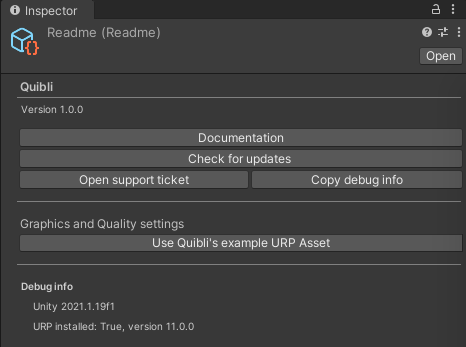 Inspector
Readme (Readme)
Open
Quibli
Version 1.0.0
Documentation
Check for updates
Open support ticket
Copy debug info
Graphics and Quality settings
Use Quibli's example URP Asset
Debug info
Unity 2021.1.19f1
URP installed: True, version 11.0.0